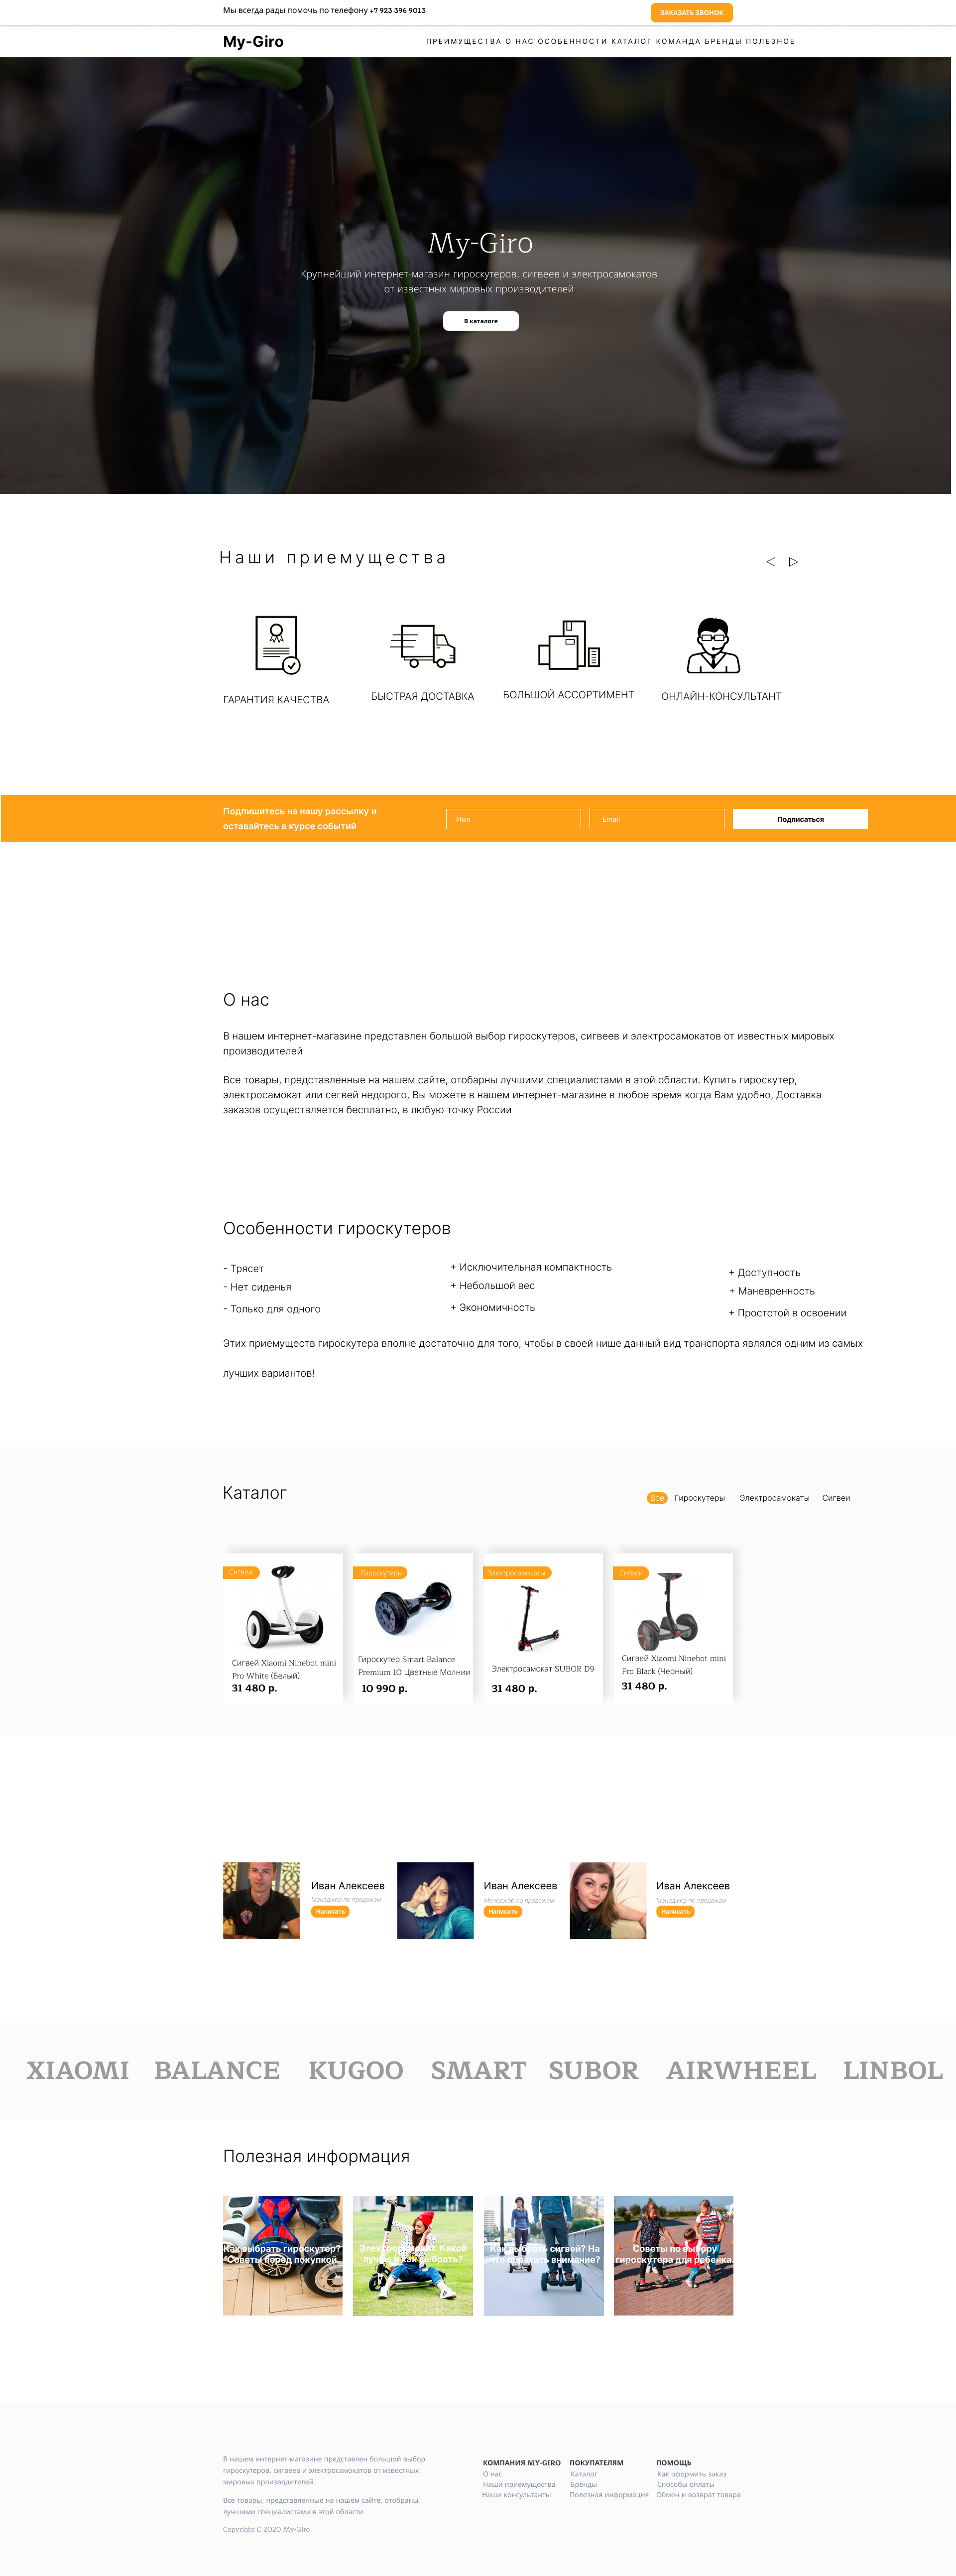 Мы всегда рады помочь по телефону +7 923 396 9013
ЗАКАЗАТЬ ЗВОНОК
My-Giro
ПРЕИМУЩЕСТВА О НАС ОСОБЕННОСТИ КАТАЛОГ КОМАНДА БРЕНДЫ ПОЛЕЗНОЕ
My-Giro
Крупнейший интернет-магазин гироскутеров, сигвеев и электросамокатов
от известных мировых производителей
В каталоге
Наши приемущества
ГАРАНТИЯ КАЧЕСТВА
БЫСТРАЯ ДОСТАВКА
БОЛЬШОЙ АССОРТИМЕНТ
ОНЛАЙН-КОНСУЛЬТАНТ
Подпишитесь на нашу рассылку и
оставайтесь в курсе событий
Имя
Email
Подписаться
О нас
В нашем интернет-магазине представлен большой выбор гироскутеров, сигвеев и электросамокатов от известных мировых
производителей
Все товары, представленные на нашем сайте, отобарны лучшими специалистами в этой области. Купить гироскутер,
электросамокат или сегвей недорого, Вы можете в нашем интернет-магазине в любое время когда Вам удобно, Доставка
заказов осуществляется бесплатно, в любую точку России
Особенности гироскутеров
- Трясет
- Нет сиденья
- Только для одного
+ Исключительная компактность
+ Небольшой вес
+ Экономичность
+ Доступность
+ Маневренность
+ Простотой в освоении
Этих приемуществ гироскутера вполне достаточно для того, чтобы в своей нише данный вид транспорта являлся одним из самых
лучших вариантов!
Каталог
Все
Гироскутеры
Электросамокаты
Сигвеи
Сигвеи
Сигвей Xiaomi Ninebot mini
Pro White (Белый)
31 480 р.
Гироскутеры
Гироскутер Smart Balance
Premium 10 Цветные Молнии
10 990 р.
Электросамокаты
Электросамокат SUBOR D9
31 480 р.
Сигвеи
Сигвей Xiaomi Ninebot mini
Pro Black (Черный)
31 480 р.
Иван Алексеев
Менеджер по продажам
Написать
Иван Алексеев
Менеджер по продажам
Написать
Иван Алексеев
Менеджер по продажам
Написать
XIAOMI BALANCE KUGOO SMART SUBOR AIRWHEEL LINBOL
Полезная информация
Как выбрать гироскутер?
Советы перед покупкой
Электросамокат. Какой
лучше и как выбрать?
Как выбрать сигвей? На
что обратить внимание?
Советы по выбору
гироскутора для ребенка.
В нашем интернет-магазине представлен большой выбор
гироскутеров, сигвеев и электросамокатов от известных
мировых производителей.
Все товары, представленные на нашем сайте, отобраны
лучшими специалистами в этой области.
Copyright C 2020 My-Giro
КОМПАНИЯ MY-GIRO
О нас
Наши приемущества
Наши консультанты
ПОКУПАТЕЛЯМ
Каталог
Бренды
Полезная информация
ПОМОЩЬ
Как оформить заказ
Способы оплаты
Обмен и возврат товара